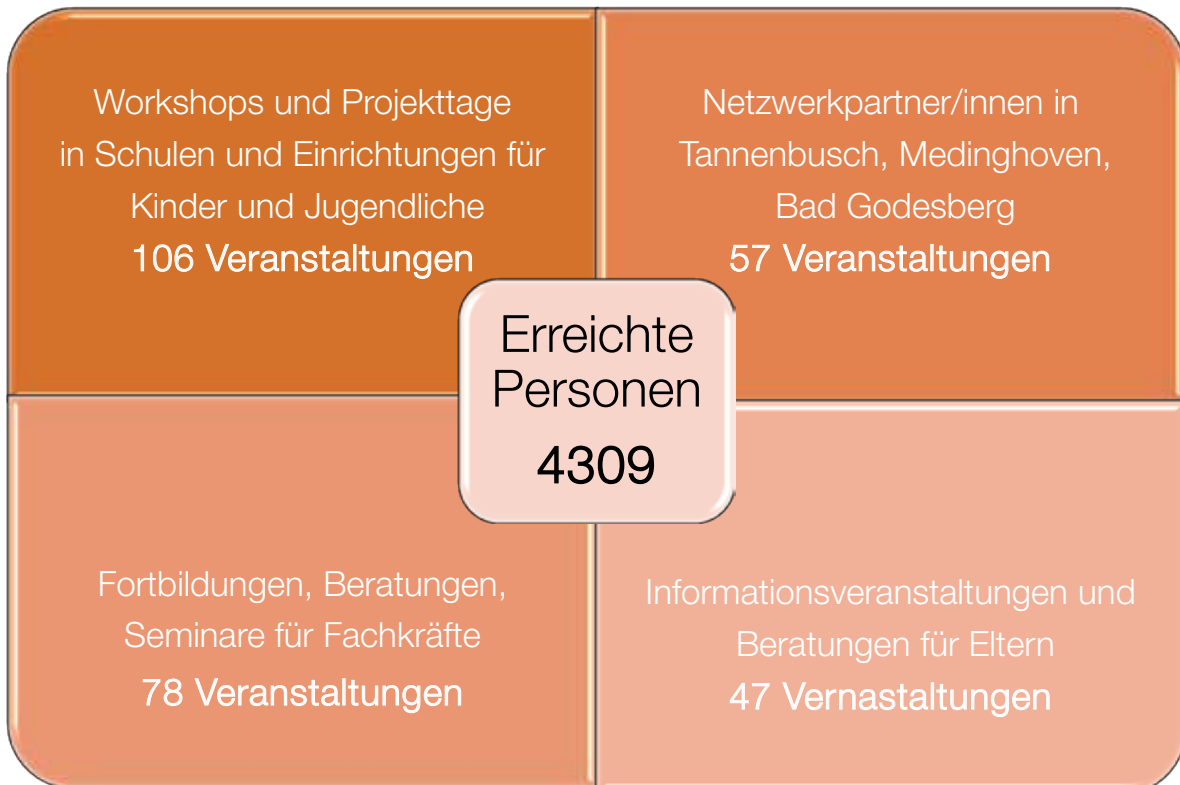 Workshops und Projekttage
in Schulen und Einrichtungen für
Kinder und Jugendliche
106 Veranstaltungen
Netzwerkpartner/innen in
Tannenbusch, Medinghoven,
Bad Godesberg
57 Veranstaltungen
Erreichte
Personen
4309
Fortbildungen, Beratungen,
Seminare für Fachkräfte
78 Veranstaltungen
Informationsveranstaltungen und
Beratungen für Eltern
47 Vernastaltungen